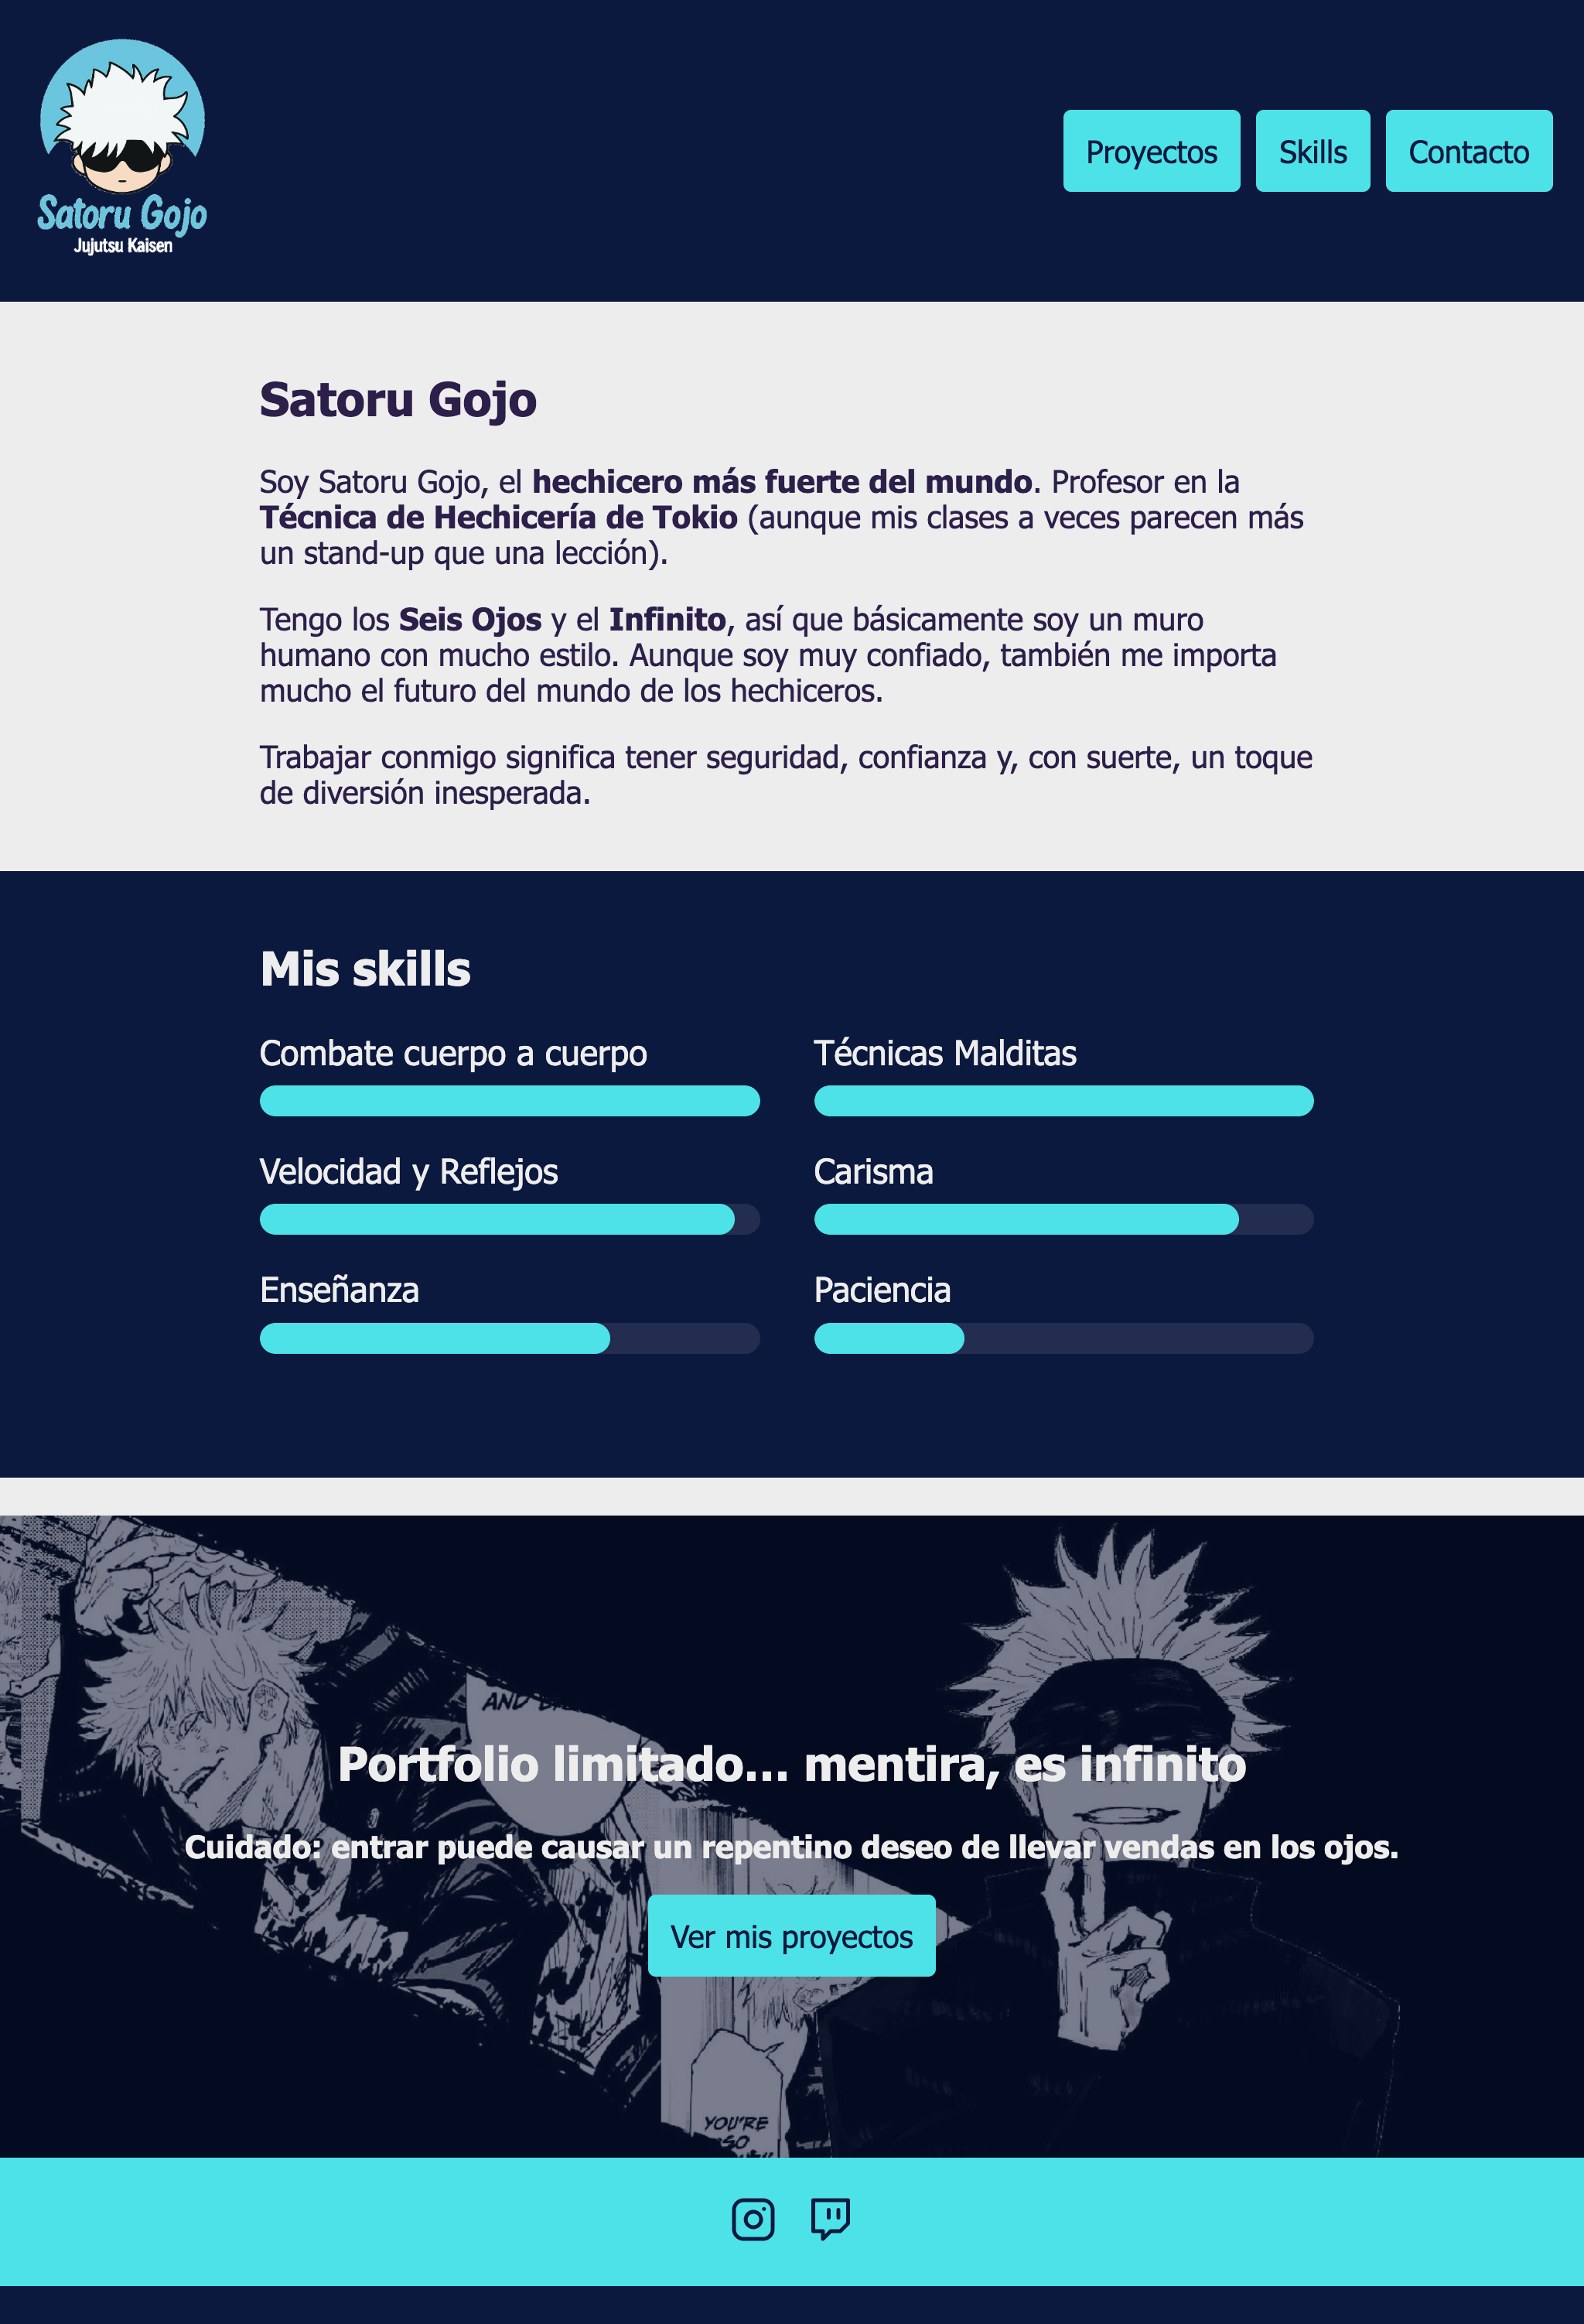 Satoru Gojo
Jujutsu Kaisen
Proyectos
Skills
Contacto
Satoru Gojo
Soy Satoru Gojo, el hechicero más fuerte del mundo. Profesor en la
Técnica de Hechicería de Tokio (aunque mis clases a veces parecen más
un stand-up que una lección).
Tengo los Seis Ojos y el Infinito, así que básicamente soy un muro
humano con mucho estilo. Aunque soy muy confiado, también me importa
mucho el futuro del mundo de los hechiceros.
Trabajar conmigo significa tener seguridad, confianza y, con suerte, un toque
de diversión inesperada.
Mis skills
Combate cuerpo a cuerpo
Técnicas Malditas
Velocidad y Reflejos
Carisma
Enseñanza
Paciencia
AND
Portfolio limitado... mentira, es infinito
Cuidado: entrar puede causar un repentino deseo de llevar vendas en los ojos.
Ver mis proyectos
YOU'RE
SO